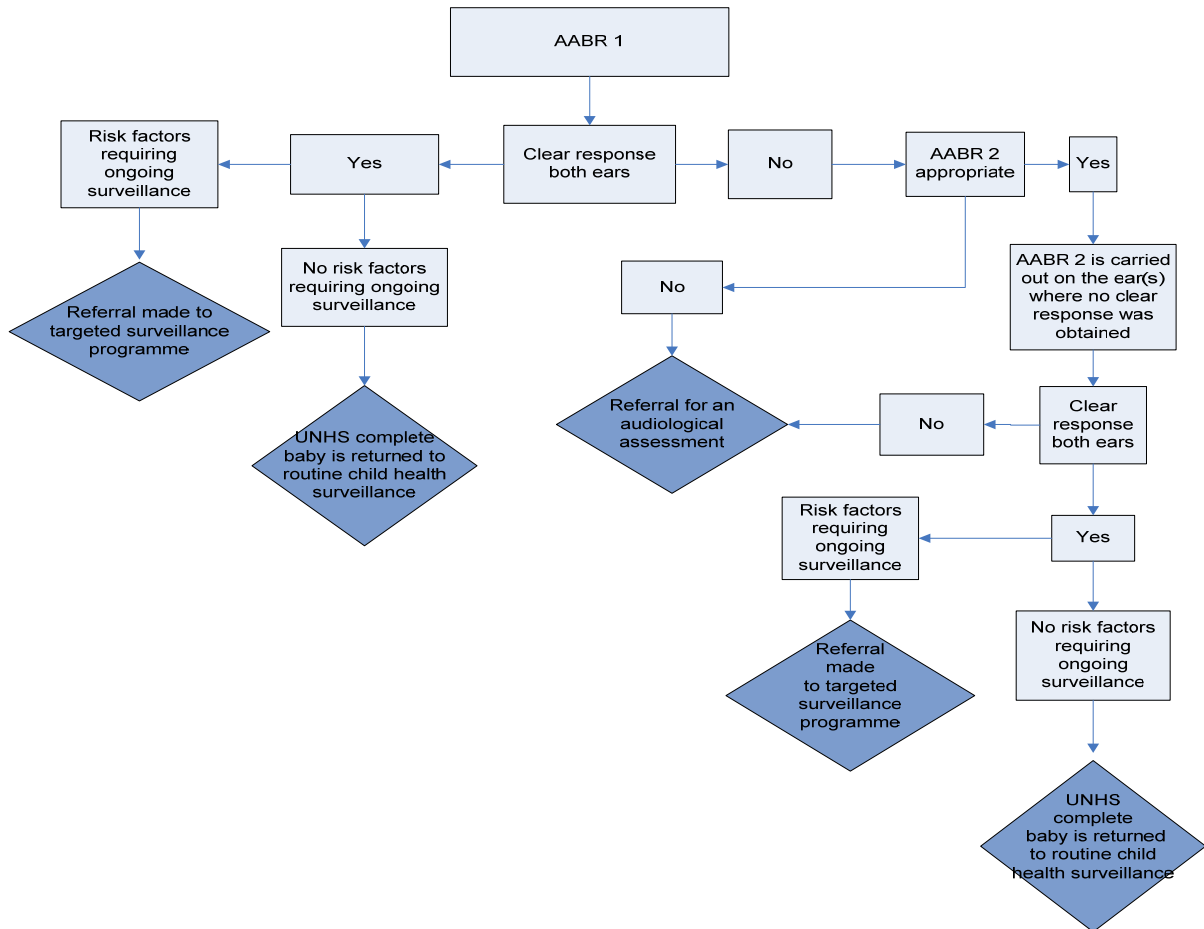 AABR 1
Risk factors
requiring
ongoing
surveillance
Yes
Clear response
both ears
No
AABR 2
appropriate
Yes
No risk factors
requiring ongoing
surveillance
AABR 2 is carried
out on the ear(s)
where no clear
response was
obtained
No
Referral made to
targeted surveillance
programme
Referral for an
audiological
assessment
No
Clear
response
both ears
UNHS complete
baby is returned to
routine child health
surveillance
Risk factors
requiring
ongoing
surveillance
Yes
No risk factors
requiring
ongoing
surveillance
Referral
made
to targeted
surveillance
programme
UNHS
complete
baby is returned
to routine child
health surveillance